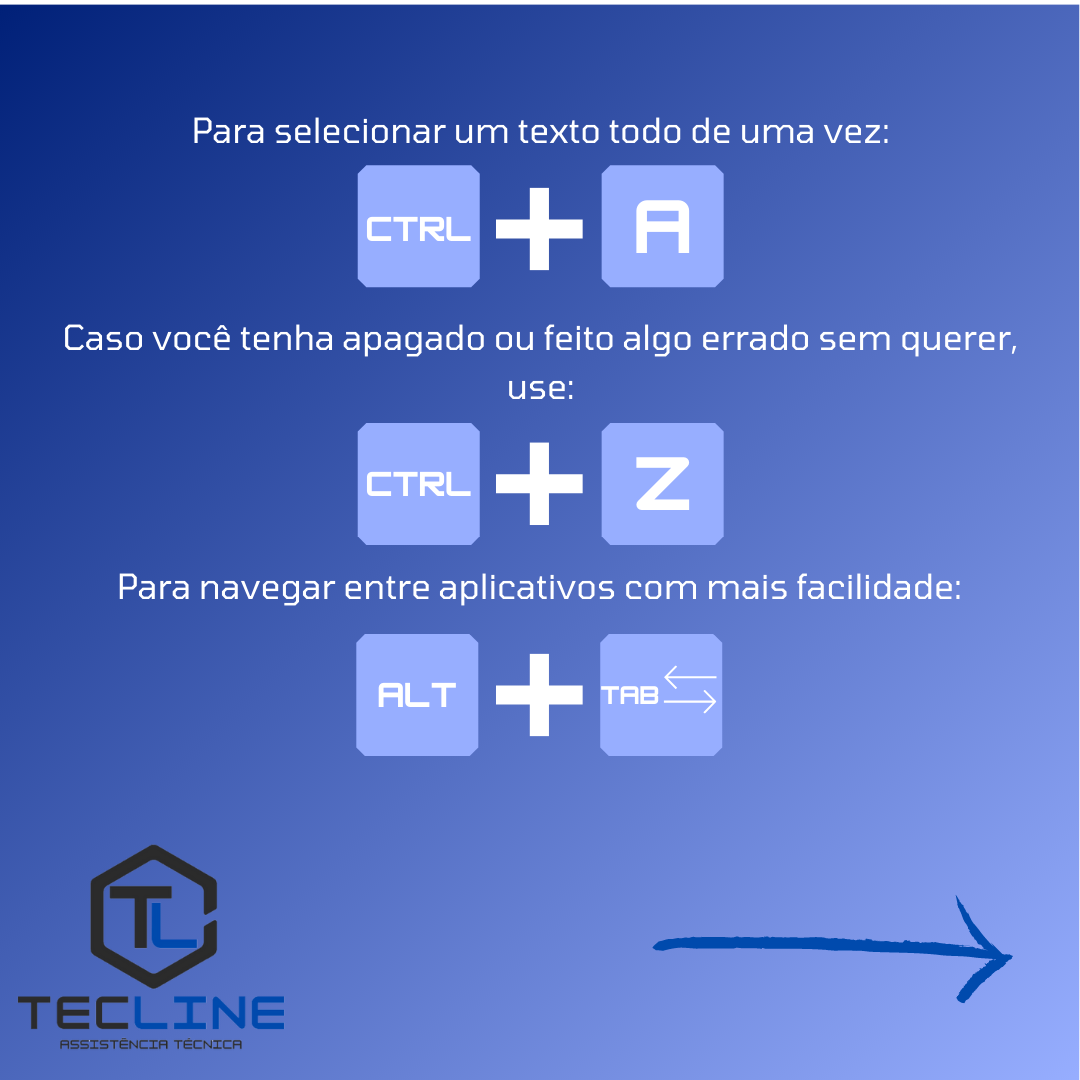 Para selecionar um texto todo de uma vez:
CTRL + A
Caso você tenha apagado ou feito algo errado sem querer,
use:
CTRL + Z
Para navegar entre aplicativos com mais facilidade:
ALT + TAB
TL
TECLINE
ASSISTÊNCIA TÉCNICA